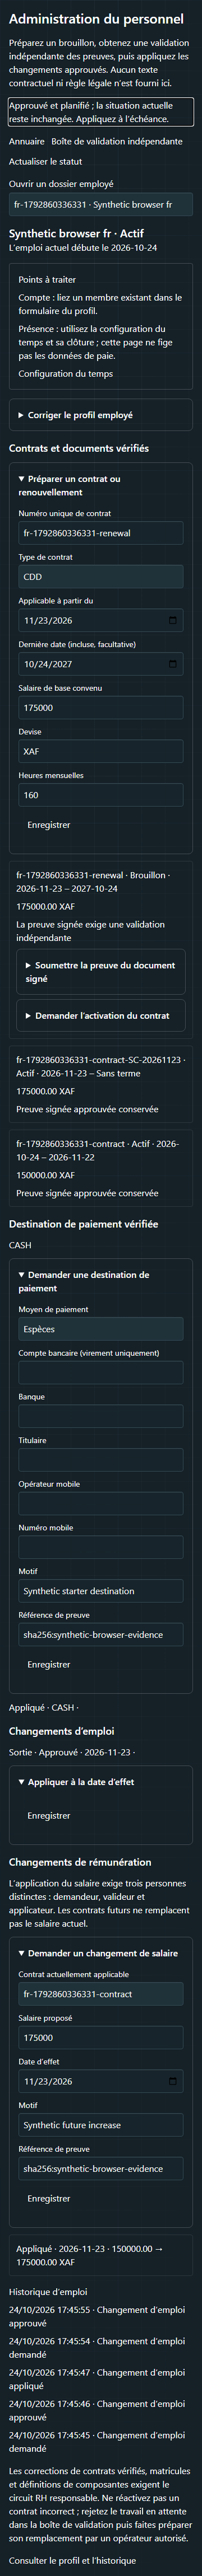 Administration du personnel
Préparez un brouillon, obtenez une validation
indépendante des preuves, puis appliquez les
changements approuvés. Aucun texte
contractuel ni règle légale n'est fourni ici.
Approuvé et planifié ; la situation actuelle
reste inchangée. Appliquez à l'échéance.
Annuaire Boîte de validation indépendante
Actualiser le statut
Ouvrir un dossier employé
fr-1792860336331 · Synthetic browser fr
Synthetic browser fr · Actif
L'emploi actuel débute le 2026-10-24
Points à traiter
Compte : liez un membre existant dans le
formulaire du profil.
Présence : utilisez la configuration du
temps et sa clôture ; cette page ne fige
pas les données de paie.
Configuration du temps
▶ Corriger le profil employé
Contrats et documents vérifiés
▼ Préparer un contrat ou
renouvellement
Numéro unique de contrat
fr-1792860336331-renewal
Type de contrat
CDD
Applicable à partir du
11/23/2026
Dernière date (incluse, facultative)
10/24/2027
Salaire de base convenu
175000
Devise
XAF
Heures mensuelles
160
Enregistrer
fr-1792860336331-renewal · Brouillon ·
2026-11-23 – 2027-10-24
175000.00 XAF
La preuve signée exige une validation
indépendante
▶ Soumettre la preuve du document
signé
▶ Demander l'activation du contrat
fr-1792860336331-contract-SC-20261123 ·
Actif · 2026-11-23 – Sans terme
175000.00 XAF
Preuve signée approuvée conservée
fr-1792860336331-contract · Actif · 2026-
10-24 – 2026-11-22
150000.00 XAF
Preuve signée approuvée conservée
Destination de paiement vérifiée
CASH
▼ Demander une destination de
paiement
Moyen de paiement
Espèces
Compte bancaire (virement uniquement)
Banque
Titulaire
Opérateur mobile
Numéro mobile
Motif
Synthetic starter destination
Référence de preuve
sha256:synthetic-browser-evidence
Enregistrer
Appliqué · CASH ·
Changements d'emploi
Sortie · Approuvé · 2026-11-23 ·
▼ Appliquer à la date d'effet
Enregistrer
Changements de rémunération
L'application du salaire exige trois personnes
distinctes : demandeur, valideur et
applicateur. Les contrats futurs ne remplacent
pas le salaire actuel.
▼ Demander un changement de salaire
Contrat actuellement applicable
fr-1792860336331-contract
Salaire proposé
175000
Date d'effet
11/23/2026
Motif
Synthetic future increase
Référence de preuve
sha256:synthetic-browser-evidence
Enregistrer
Appliqué · 2026-11-23 · 150000.00 →
175000.00 XAF
Historique d'emploi
24/10/2026 17:45:55 · Changement d'emploi
approuvé
24/10/2026 17:45:54 · Changement d'emploi
demandé
24/10/2026 17:45:47 · Changement d'emploi
appliqué
24/10/2026 17:45:46 · Changement d'emploi
approuvé
24/10/2026 17:45:45 · Changement d'emploi
demandé
Les corrections de contrats vérifiés, matricules
et définitions de composantes exigent le
circuit RH responsable. Ne réactivez pas un
contrat incorrect ; rejetez le travail en attente
dans la boîte de validation puis faites préparer
son remplacement par un opérateur autorisé.
Consulter le profil et l'historique